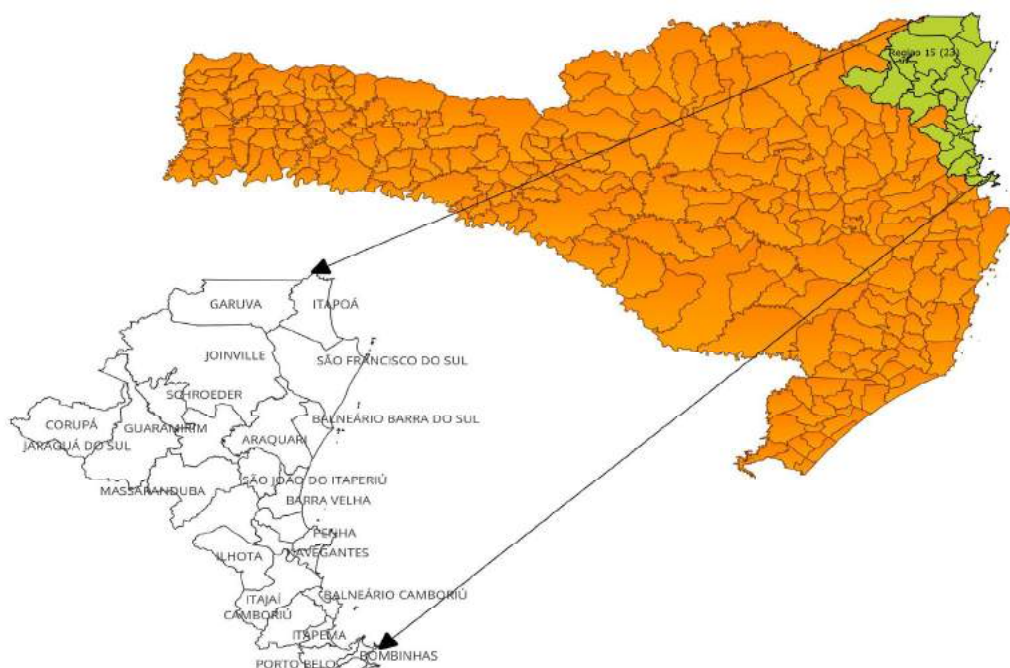 Região 15 (23)
GARUVA
ITAPOÁ
JOINVILLE
SÃO FRANCISCO DO SUL
SCHROEDER
CORUPÁ
GUARAMIRIM
BALNEÁRIO BARRA DO SUL
JARAGUÁ DO SUL
ARAQUARI
MASSARANDUBA
SÃO JOÃO DO ITAPERIÚ
BARRA VELHA
PENHA
ILHOTA
NAVEGANTES
ITAJAÍ
BALNEÁRIO CAMBORIÚ
CAMBORIÚ
ITAPEMA
PORTO BELO
BOMBINHAS